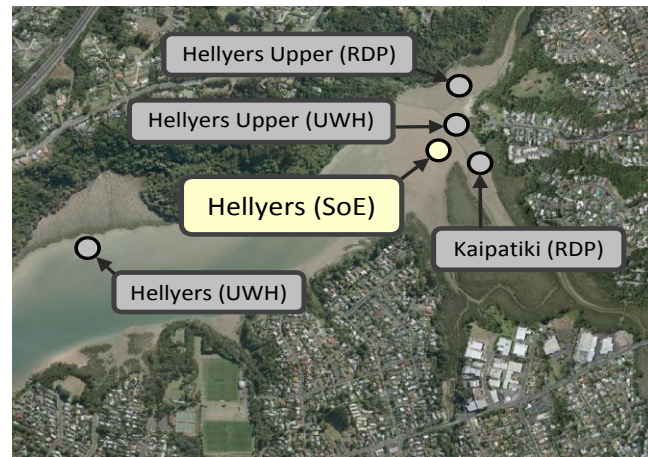 Hellyers Upper (RDP)
Hellyers Upper (UWH)
Hellyers (SoE)
Kaipatiki (RDP)
Hellyers (UWH)